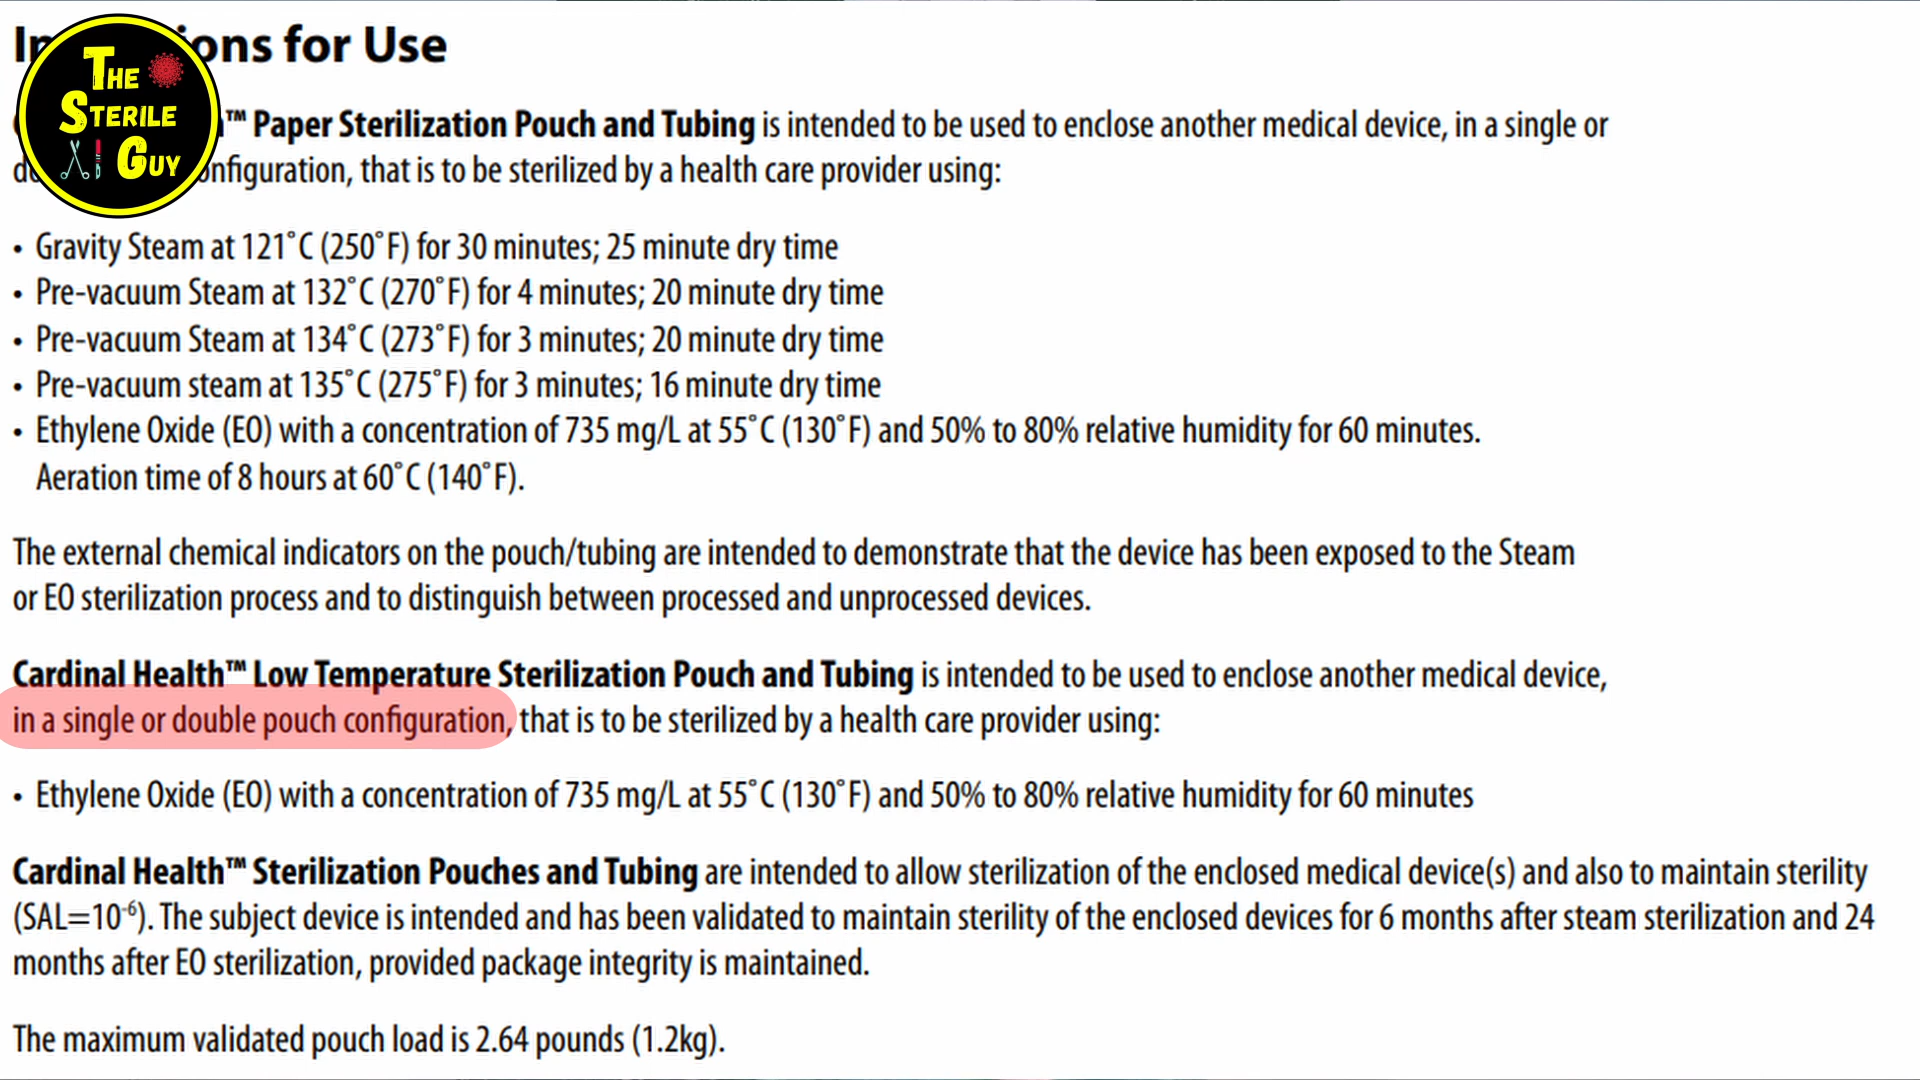 THE
STERILE
GUY
ons for Use
™ Paper Sterilization Pouch and Tubing is intended to be used to enclose another medical device, in a single or
nfiguration, that is to be sterilized by a health care provider using:
• Gravity Steam at 121°C (250°F) for 30 minutes; 25 minute dry time
• Pre-vacuum Steam at 132°C (270°F) for 4 minutes; 20 minute dry time
• Pre-vacuum Steam at 134°C (273°F) for 3 minutes; 20 minute dry time
• Pre-vacuum steam at 135°C (275°F) for 3 minutes; 16 minute dry time
• Ethylene Oxide (EO) with a concentration of 735 mg/L at 55°C (130°F) and 50% to 80% relative humidity for 60 minutes.
Aeration time of 8 hours at 60°C (140°F).
The external chemical indicators on the pouch/tubing are intended to demonstrate that the device has been exposed to the Steam
or EO sterilization process and to distinguish between processed and unprocessed devices.
Cardinal Health™ Low Temperature Sterilization Pouch and Tubing is intended to be used to enclose another medical device,
in a single or double pouch configuration, that is to be sterilized by a health care provider using:
• Ethylene Oxide (EO) with a concentration of 735 mg/L at 55°C (130°F) and 50% to 80% relative humidity for 60 minutes
Cardinal Health™ Sterilization Pouches and Tubing are intended to allow sterilization of the enclosed medical device(s) and also to maintain sterility
(SAL=10⁻⁶). The subject device is intended and has been validated to maintain sterility of the enclosed devices for 6 months after steam sterilization and 24
months after EO sterilization, provided package integrity is maintained.
The maximum validated pouch load is 2.64 pounds (1.2kg).